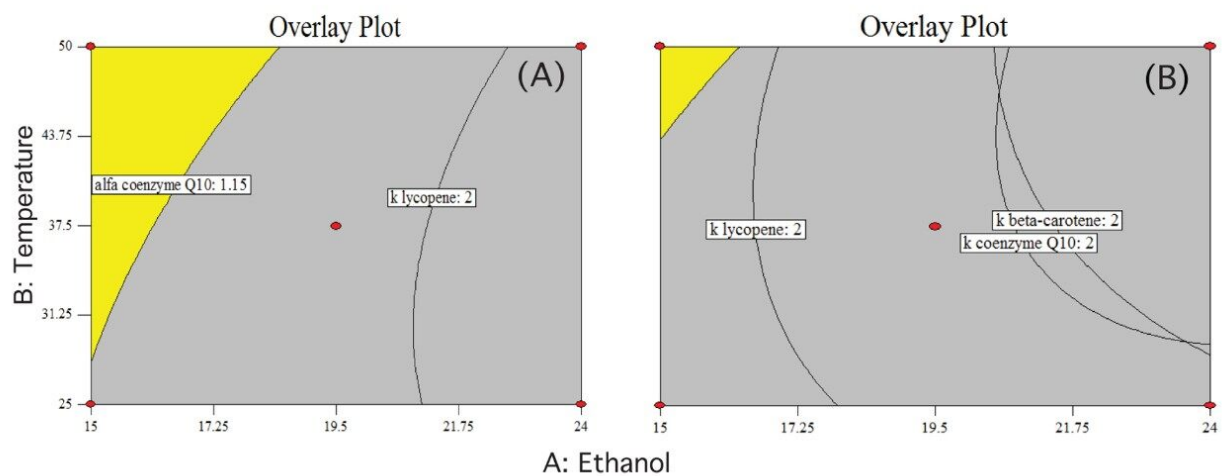 Overlay Plot
(A)
50
43.75
37.5
31.25
25
B: Temperature
alfa coenzyme Q10: 1.15
k lycopene: 2
15
17.25
19.5
21.75
24
Overlay Plot
(B)
k lycopene: 2
k beta-carotene: 2
k coenzyme Q10: 2
15
17.25
19.5
21.75
24
A: Ethanol